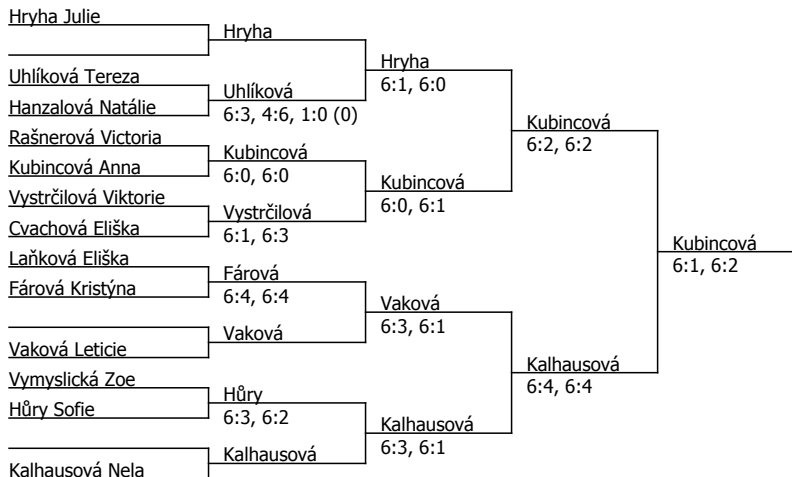 Hryha Julie
Uhlíková Tereza
Hanzalová Natálie
Rašnerová Victoria
Kubincová Anna
Vystrčilová Viktorie
Cvachová Eliška
Laňková Eliška
Fárová Kristýna
Vaková Leticie
Vymyslická Zoe
Hůry Sofie
Kalhausová Nela
Hryha
Uhlíková
6:3, 4:6, 1:0 (0)
Kubincová
6:0, 6:0
Vystrčilová
6:1, 6:3
Fárová
6:4, 6:4
Vaková
Hůry
6:3, 6:2
Kalhausová
Hryha
6:1, 6:0
Kubincová
6:0, 6:1
Vaková
6:3, 6:1
Kalhausová
6:3, 6:1
Kubincová
6:2, 6:2
Kalhausová
6:4, 6:4
Kubincová
6:1, 6:2